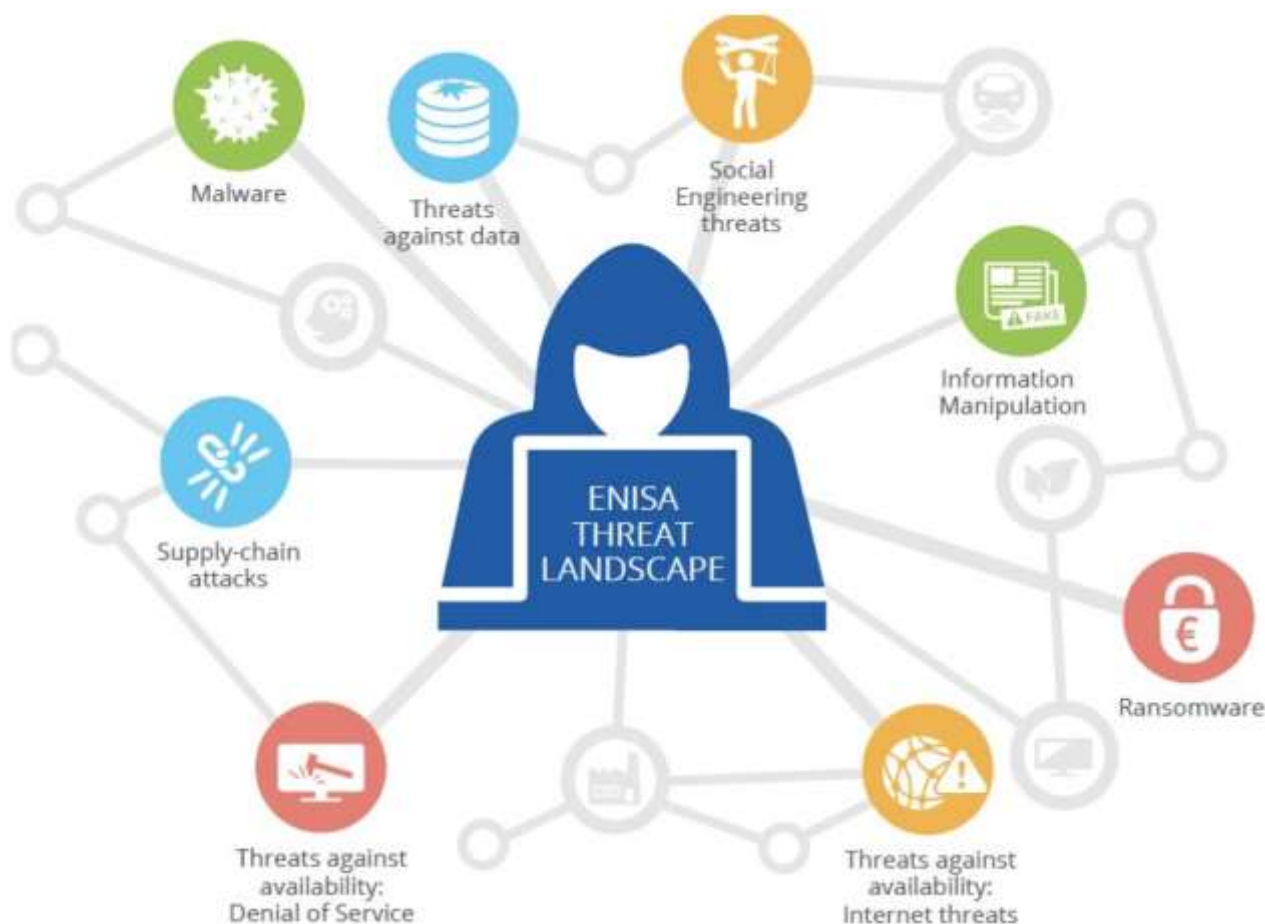 Malware
Threats
against data
Social
Engineering
threats
FAKE
Information
Manipulation
Supply-chain
attacks
ENISA
THREAT
LANDSCAPE
€
Ransomware
Threats against
availability:
Denial of Service
Threats against
availability:
Internet threats